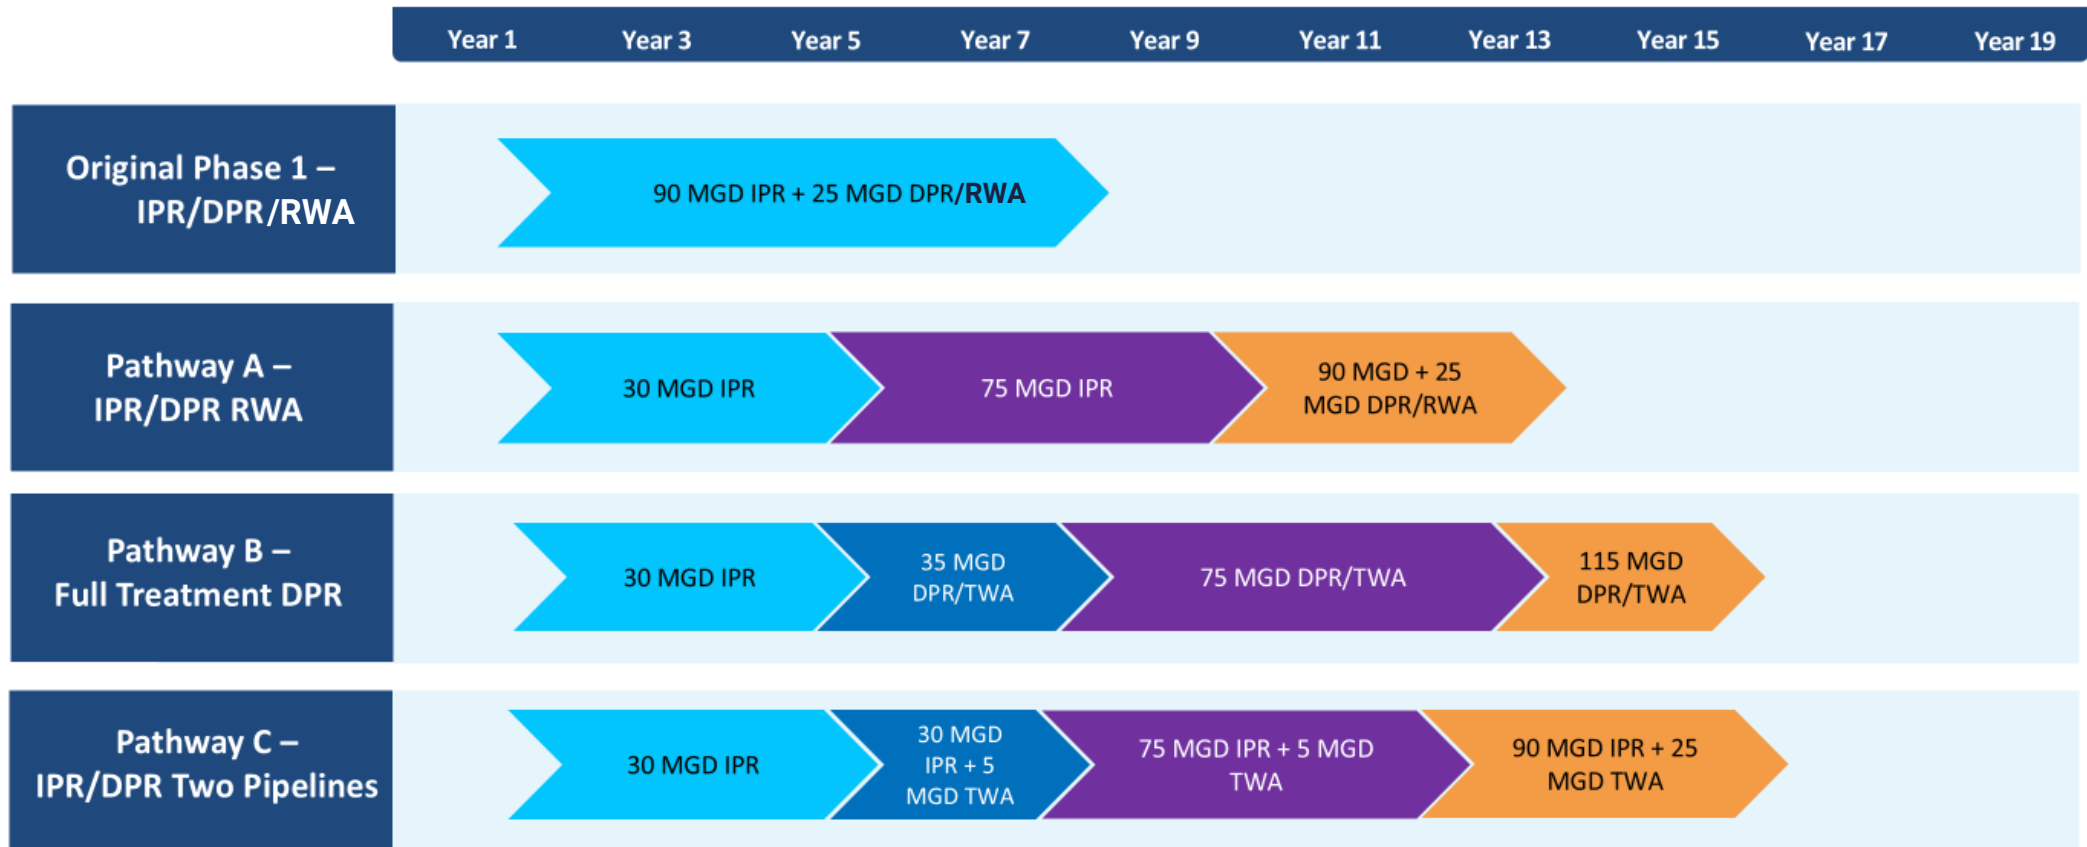 Year 1 Year 3 Year 5 Year 7 Year 9 Year 11 Year 13 Year 15 Year 17 Year 19
Original Phase 1 –
IPR/DPR/RWA
90 MGD IPR + 25 MGD DPR/RWA
Pathway A –
IPR/DPR RWA
30 MGD IPR
75 MGD IPR
90 MGD + 25
MGD DPR/RWA
Pathway B –
Full Treatment DPR
30 MGD IPR
35 MGD
DPR/TWA
75 MGD DPR/TWA
115 MGD
DPR/TWA
Pathway C –
IPR/DPR Two Pipelines
30 MGD IPR
30 MGD
IPR + 5
MGD TWA
75 MGD IPR + 5 MGD
TWA
90 MGD IPR + 25
MGD TWA